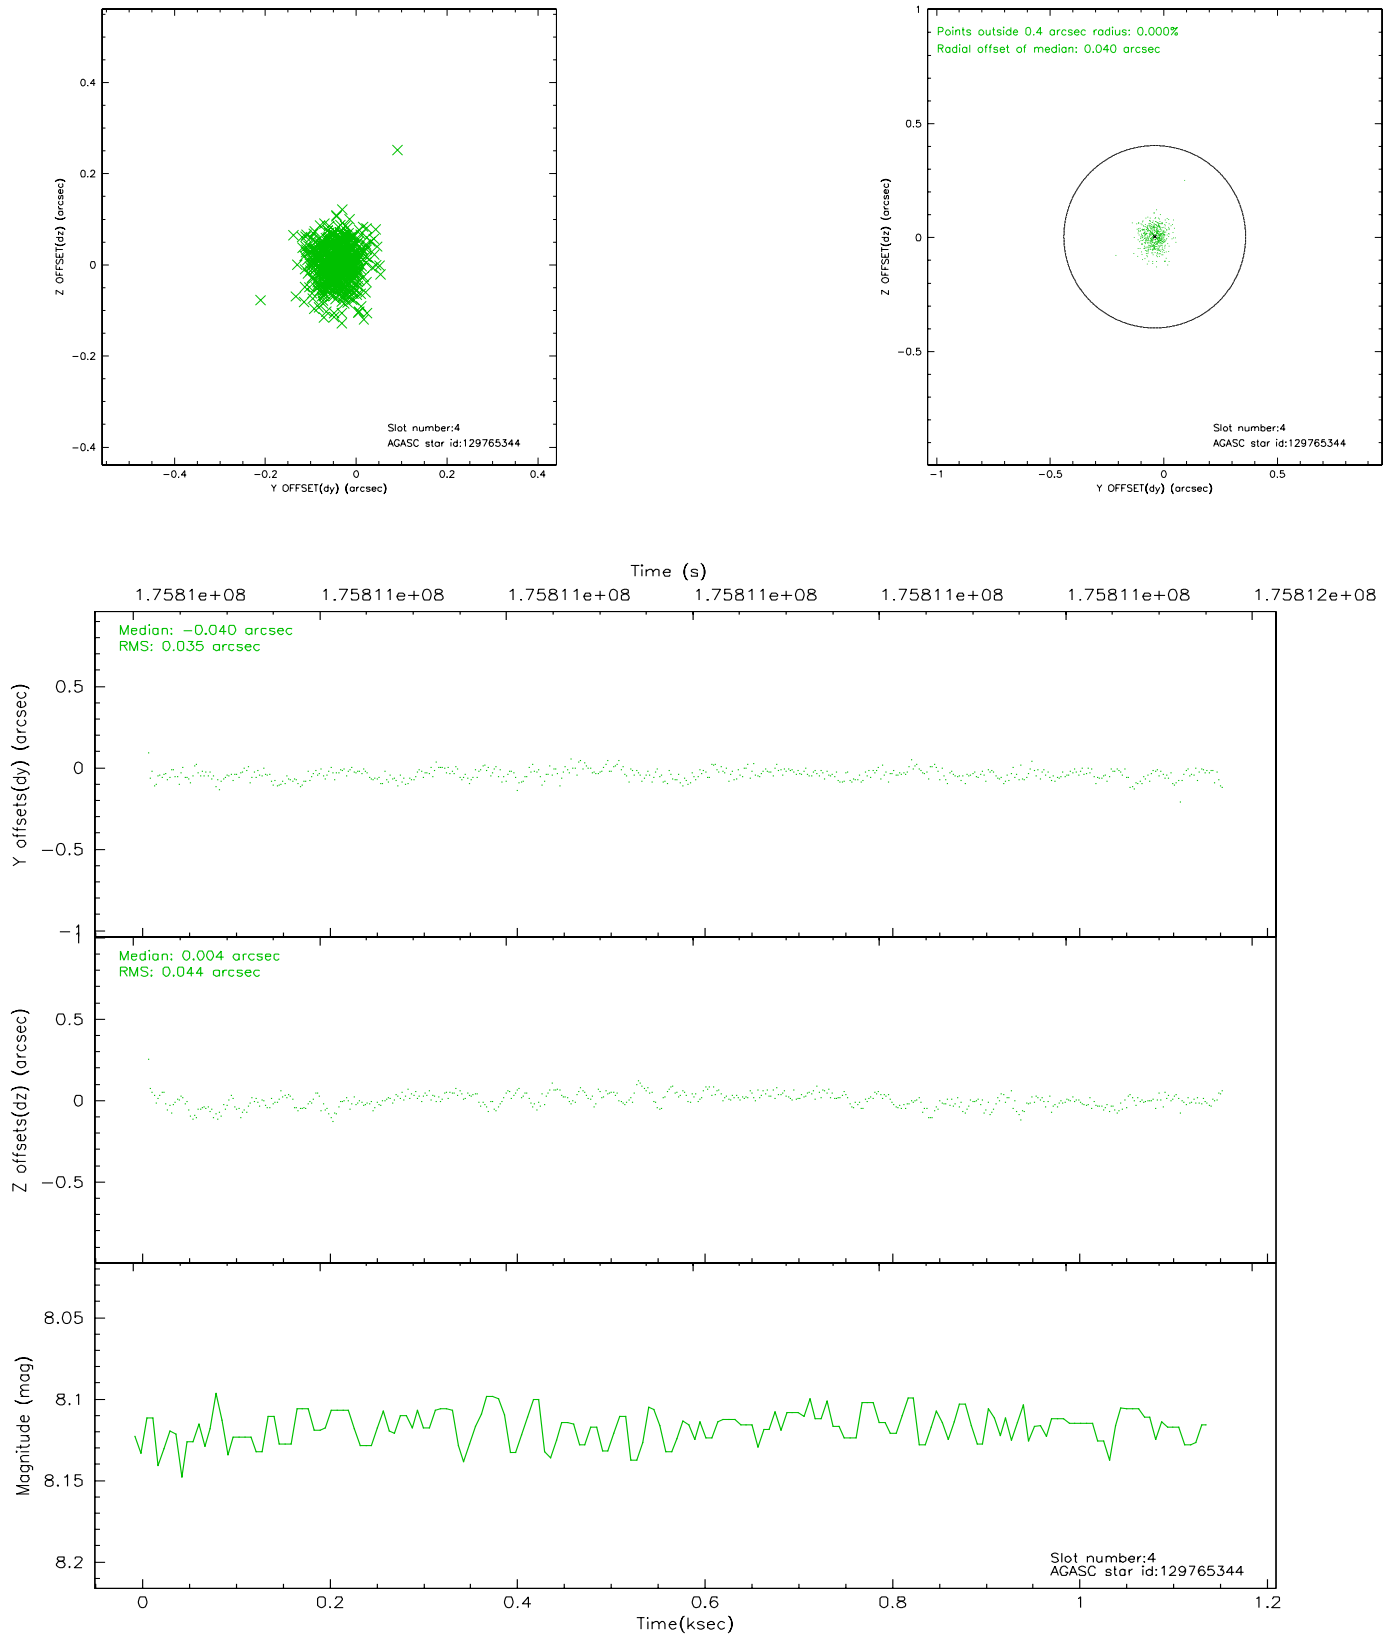 0.4
0.2
0
−0.2
−0.4
Z OFFSET(dz) (arcsec)
Slot number:4
AGASC star id:129765344
−0.4 −0.2 0 0.2 0.4
Y OFFSET(dy) (arcsec)
1
0.5
0
−0.5
Z OFFSET(dz) (arcsec)
Points outside 0.4 arcsec radius: 0.000%
Radial offset of median: 0.040 arcsec
Slot number:4
AGASC star id:129765344
−1 −0.5 0 0.5
Y OFFSET(dy) (arcsec)
Time (s)
1.7581e+08 1.75811e+08 1.75811e+08 1.75811e+08 1.75811e+08 1.75811e+08 1.75812e+08
Median: −0.040 arcsec
RMS: 0.035 arcsec
0.5
0
−0.5
−1
Y offsets(dy) (arcsec)
Median: 0.004 arcsec
RMS: 0.044 arcsec
1
0.5
0
−0.5
Z offsets(dz) (arcsec)
8.05
8.1
8.15
8.2
Magnitude (mag)
Slot number:4
AGASC star id:129765344
0 0.2 0.4 0.6 0.8 1 1.2
Time(ksec)